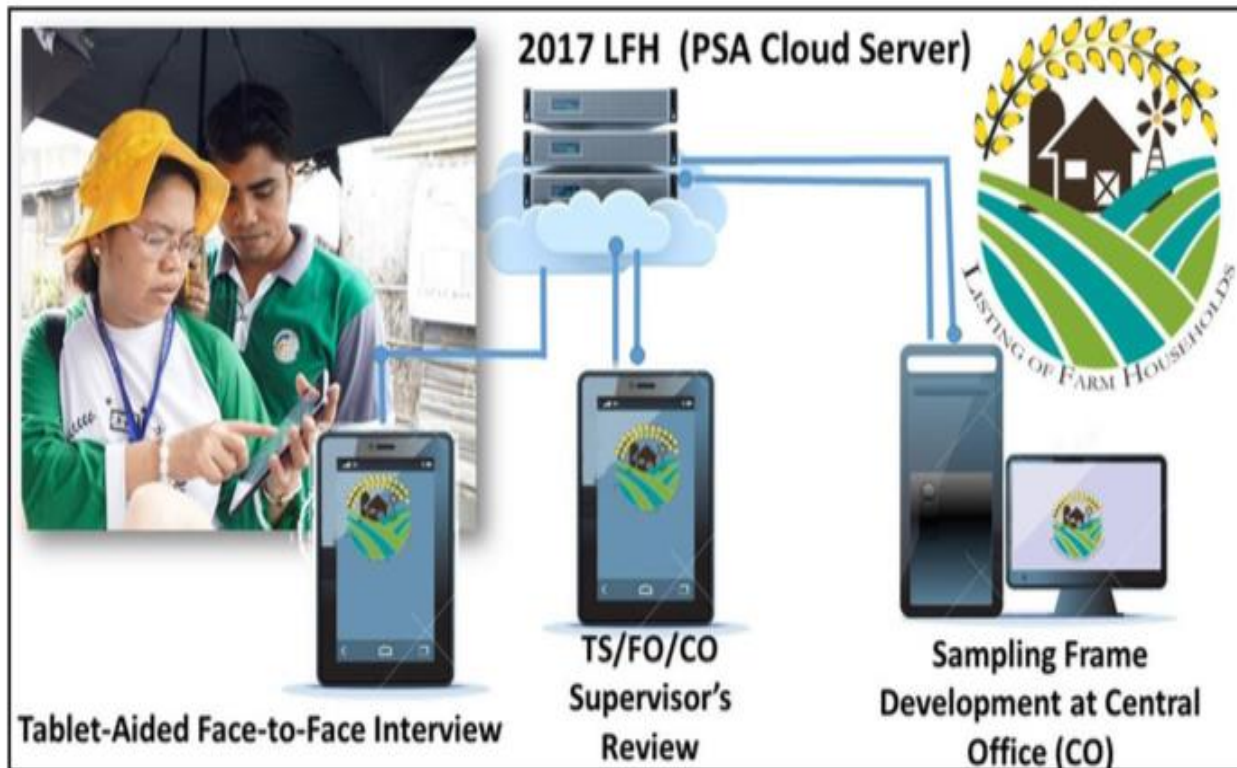 2017 LFH (PSA Cloud Server)
LISTING OF FARM HOUSEHOLDS
TS/FO/CO
Supervisor's
Review
Sampling Frame
Development at Central
Office (CO)
Tablet-Aided Face-to-Face Interview